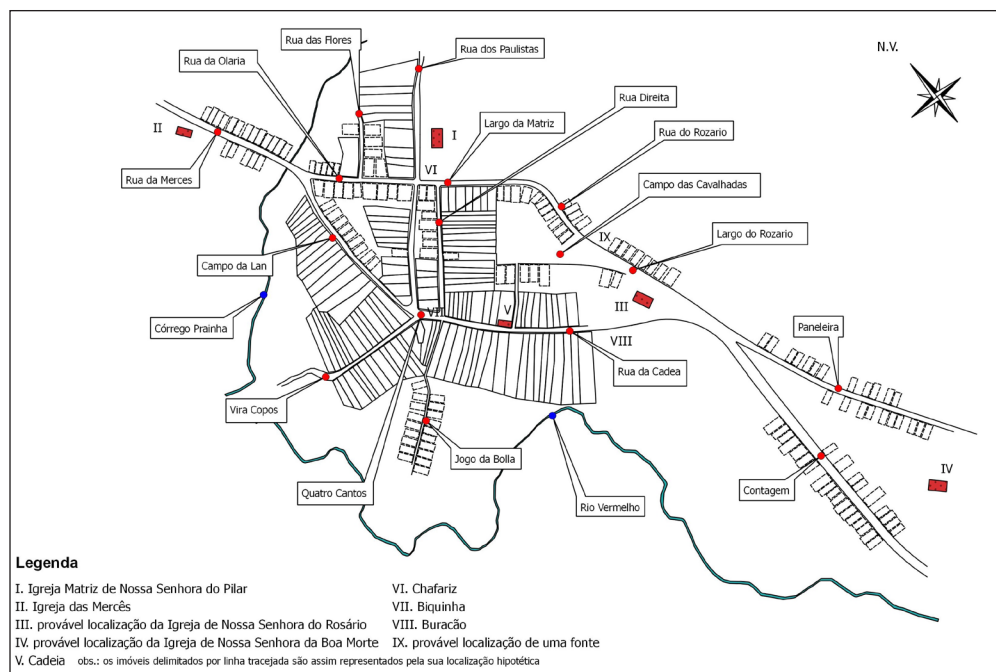 Rua das Flores
Rua dos Paulistas
N.V.
Rua da Olaria
Rua Direita
II
I
Largo da Matriz
Rua do Rozario
Rua da Merces
VI
Campo das Cavalhadas
IX
Largo do Rozario
Campo da Lan
III
V
VII
Córrego Prainha
VIII
Paneleira
Rua da Cadea
Vira Copos
Jogo da Bolla
IV
Quatro Cantos
Contagem
Rio Vermelho
Legenda
I. Igreja Matriz de Nossa Senhora do Pilar
II. Igreja das Mercês
III. provável localização da Igreja de Nossa Senhora do Rosário
IV. provável localização da Igreja de Nossa Senhora da Boa Morte
V. Cadeia
VI. Chafariz
VII. Biquinha
VIII. Buracão
IX. provável localização de uma fonte
obs.: os imóveis delimitados por linha tracejada são assim representados pela sua localização hipotética